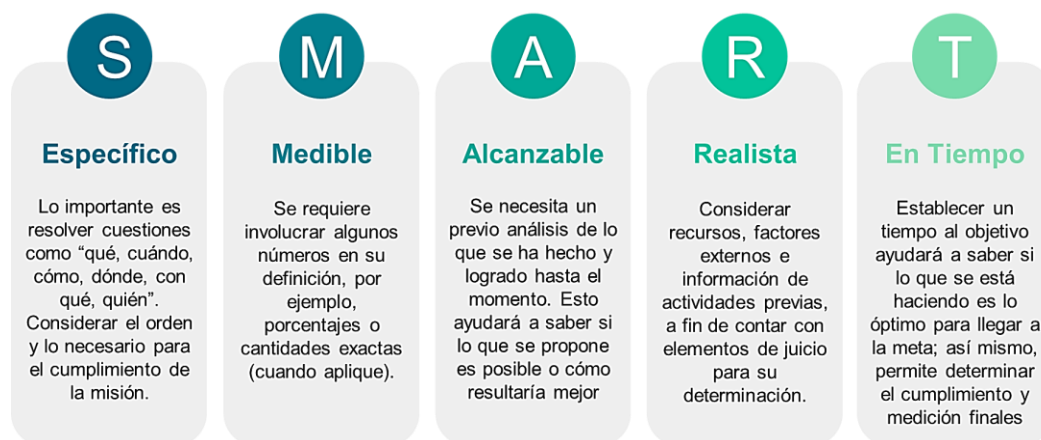 S
Específico
Lo importante es
resolver cuestiones
como “qué, cuándo,
cómo, dónde, con
qué, quién”.
Considerar el orden
y lo necesario para
el cumplimiento de
la misión.
M
Medible
Se requiere
involucrar algunos
números en su
definición, por
ejemplo,
porcentajes o
cantidades exactas
(cuando aplique).
A
Alcanzable
Se necesita un
previo análisis de lo
que se ha hecho y
logrado hasta el
momento. Esto
ayudará a saber si
lo que se propone
es posible o cómo
resultaría mejor
R
Realista
Considerar
recursos, factores
externos e
información de
actividades previas,
a fin de contar con
elementos de juicio
para su
determinación.
T
En Tiempo
Establecer un
tiempo al objetivo
ayudará a saber si
lo que se está
haciendo es lo
óptimo para llegar a
la meta; así mismo,
permite determinar
el cumplimiento y
medición finales